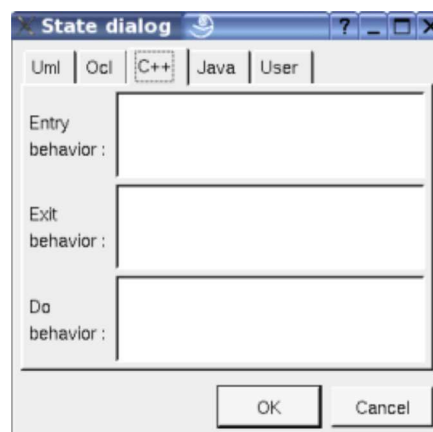 State dialog
Uml Ocl C++ Java User
Entry
behavior :
Exit
behavior :
Do
behavior :
OK Cancel